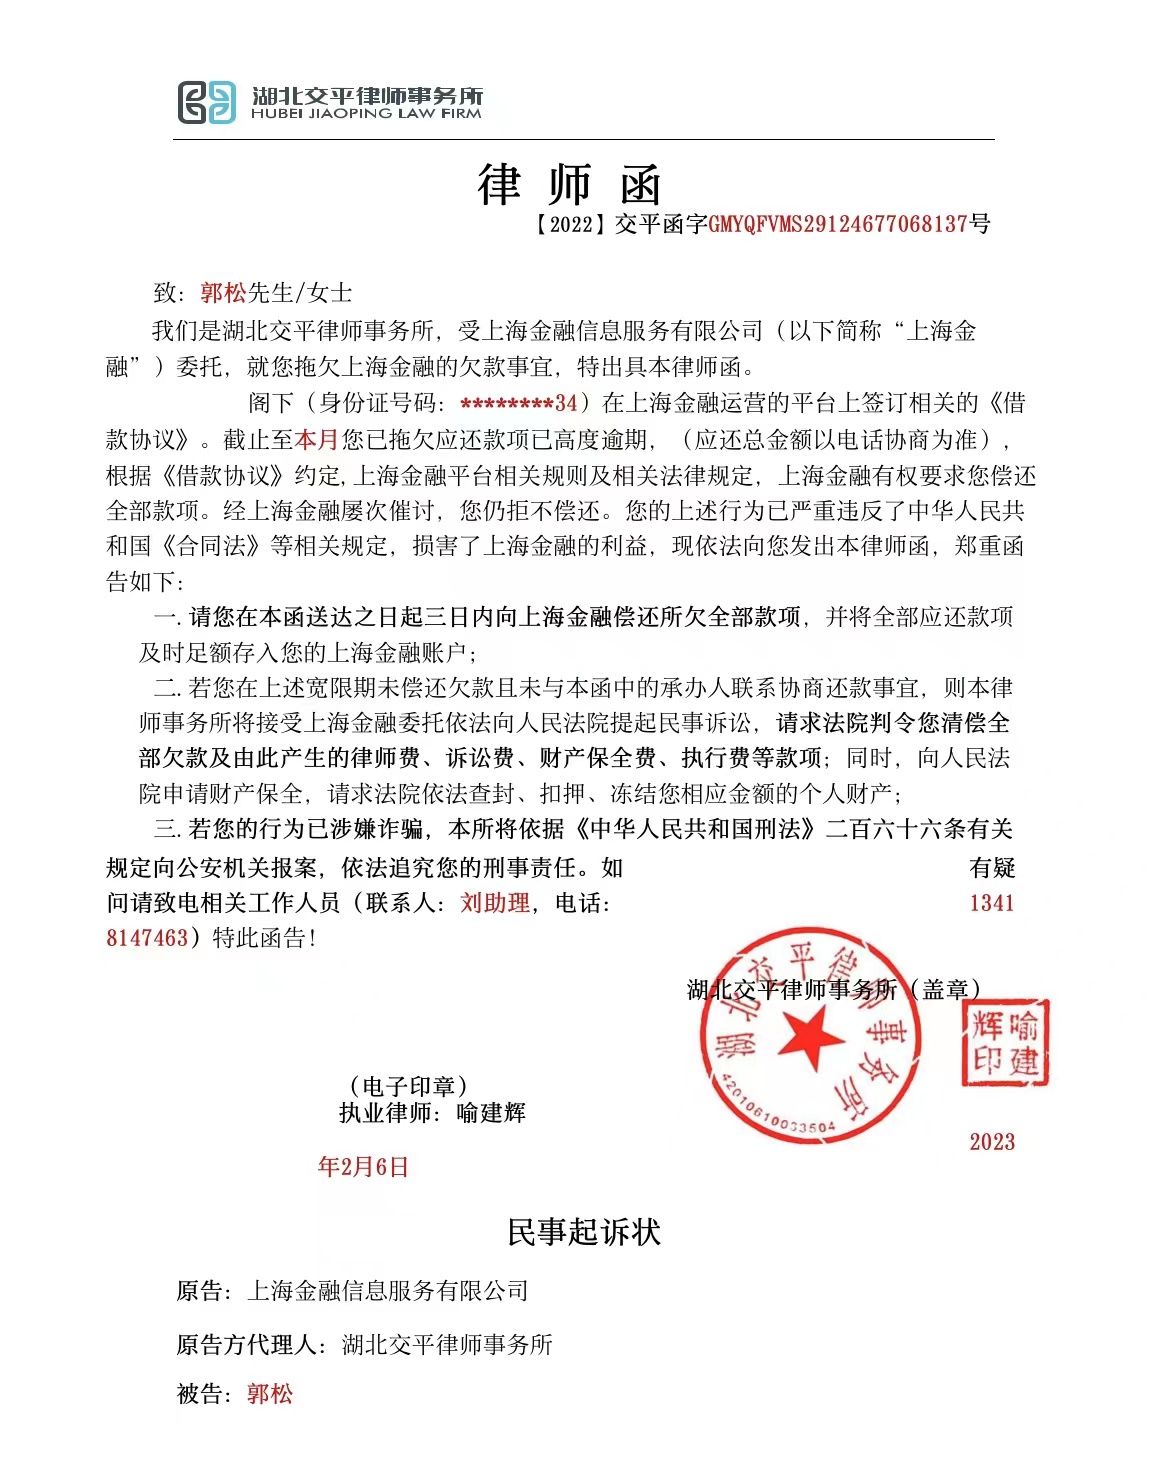 湖北交平律师事务所
HUBEI JIAOPING LAW FIRM
律师函
【2022】交平函字GMYQFVMS29124677068137号
致：郭松先生/女士
我们是湖北交平律师事务所，受上海金融信息服务有限公司（以下简称“上海金
融”）委托，就您拖欠上海金融的欠款事宜，特出具本律师函。
阁下（身份证号码：********34）在上海金融运营的平台上签订相关的《借
款协议》。截止至本月您已拖欠应还款项已高度逾期，（应还总金额以电话协商为准），
根据《借款协议》约定,上海金融平台相关规则及相关法律规定，上海金融有权要求您偿还
全部款项。经上海金融屡次催讨，您仍拒不偿还。您的上述行为已严重违反了中华人民共
和国《合同法》等相关规定，损害了上海金融的利益，现依法向您发出本律师函，郑重函
告如下：
一.请您在本函送达之日起三日内向上海金融偿还所欠全部款项，并将全部应还款项
及时足额存入您的上海金融账户；
二.若您在上述宽限期未偿还欠款且未与本函中的承办人联系协商还款事宜，则本律
师事务所将接受上海金融委托依法向人民法院提起民事诉讼，请求法院判令您清偿全
部欠款及由此产生的律师费、诉讼费、财产保全费、执行费等款项；同时，向人民法
院申请财产保全，请求法院依法查封、扣押、冻结您相应金额的个人财产；
三.若您的行为已涉嫌诈骗，本所将依据《中华人民共和国刑法》二百六十六条有关
规定向公安机关报案，依法追究您的刑事责任。如 有疑
问请致电相关工作人员（联系人：刘助理，电话： 1341
8147463）特此函告！
湖北交平律师事务所（盖章）
湖北交平律师事务所
42010610033504
喻建辉印
（电子印章）
执业律师：喻建辉
2023
年2月6日
民事起诉状
原告：上海金融信息服务有限公司
原告方代理人：湖北交平律师事务所
被告：郭松